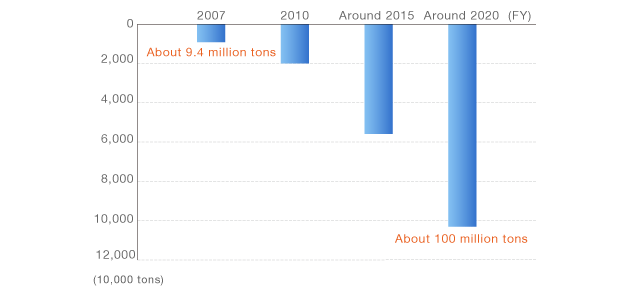 2007 2010 Around 2015 Around 2020 (FY)
0
About 9.4 million tons
2,000
4,000
6,000
8,000
10,000
About 100 million tons
12,000
(10,000 tons)